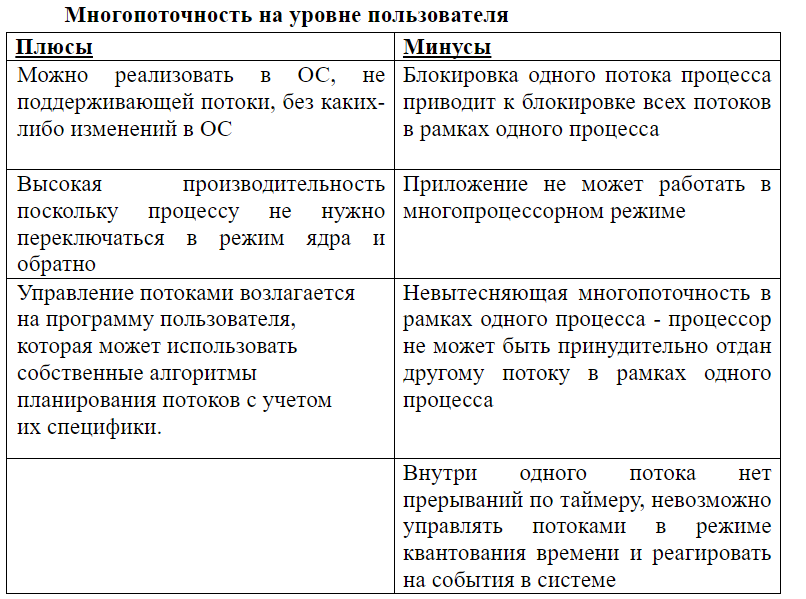 Многопоточность на уровне пользователя
Плюсы
Минусы
Можно реализовать в ОС, не
поддерживающей потоки, без каких-
либо изменений в ОС
Блокировка одного потока процесса
приводит к блокировке всех потоков
в рамках одного процесса
Высокая производительность
поскольку процессу не нужно
переключаться в режим ядра и
обратно
Приложение не может работать в
многопроцессорном режиме
Управление потоками возлагается
на программу пользователя,
которая может использовать
собственные алгоритмы
планирования потоков с учетом
их специфики.
Невытесняющая многопоточность в
рамках одного процесса - процессор
не может быть принудительно отдан
другому потоку в рамках одного
процесса
Внутри одного потока нет
прерываний по таймеру, невозможно
управлять потоками в режиме
квантования времени и реагировать
на события в системе